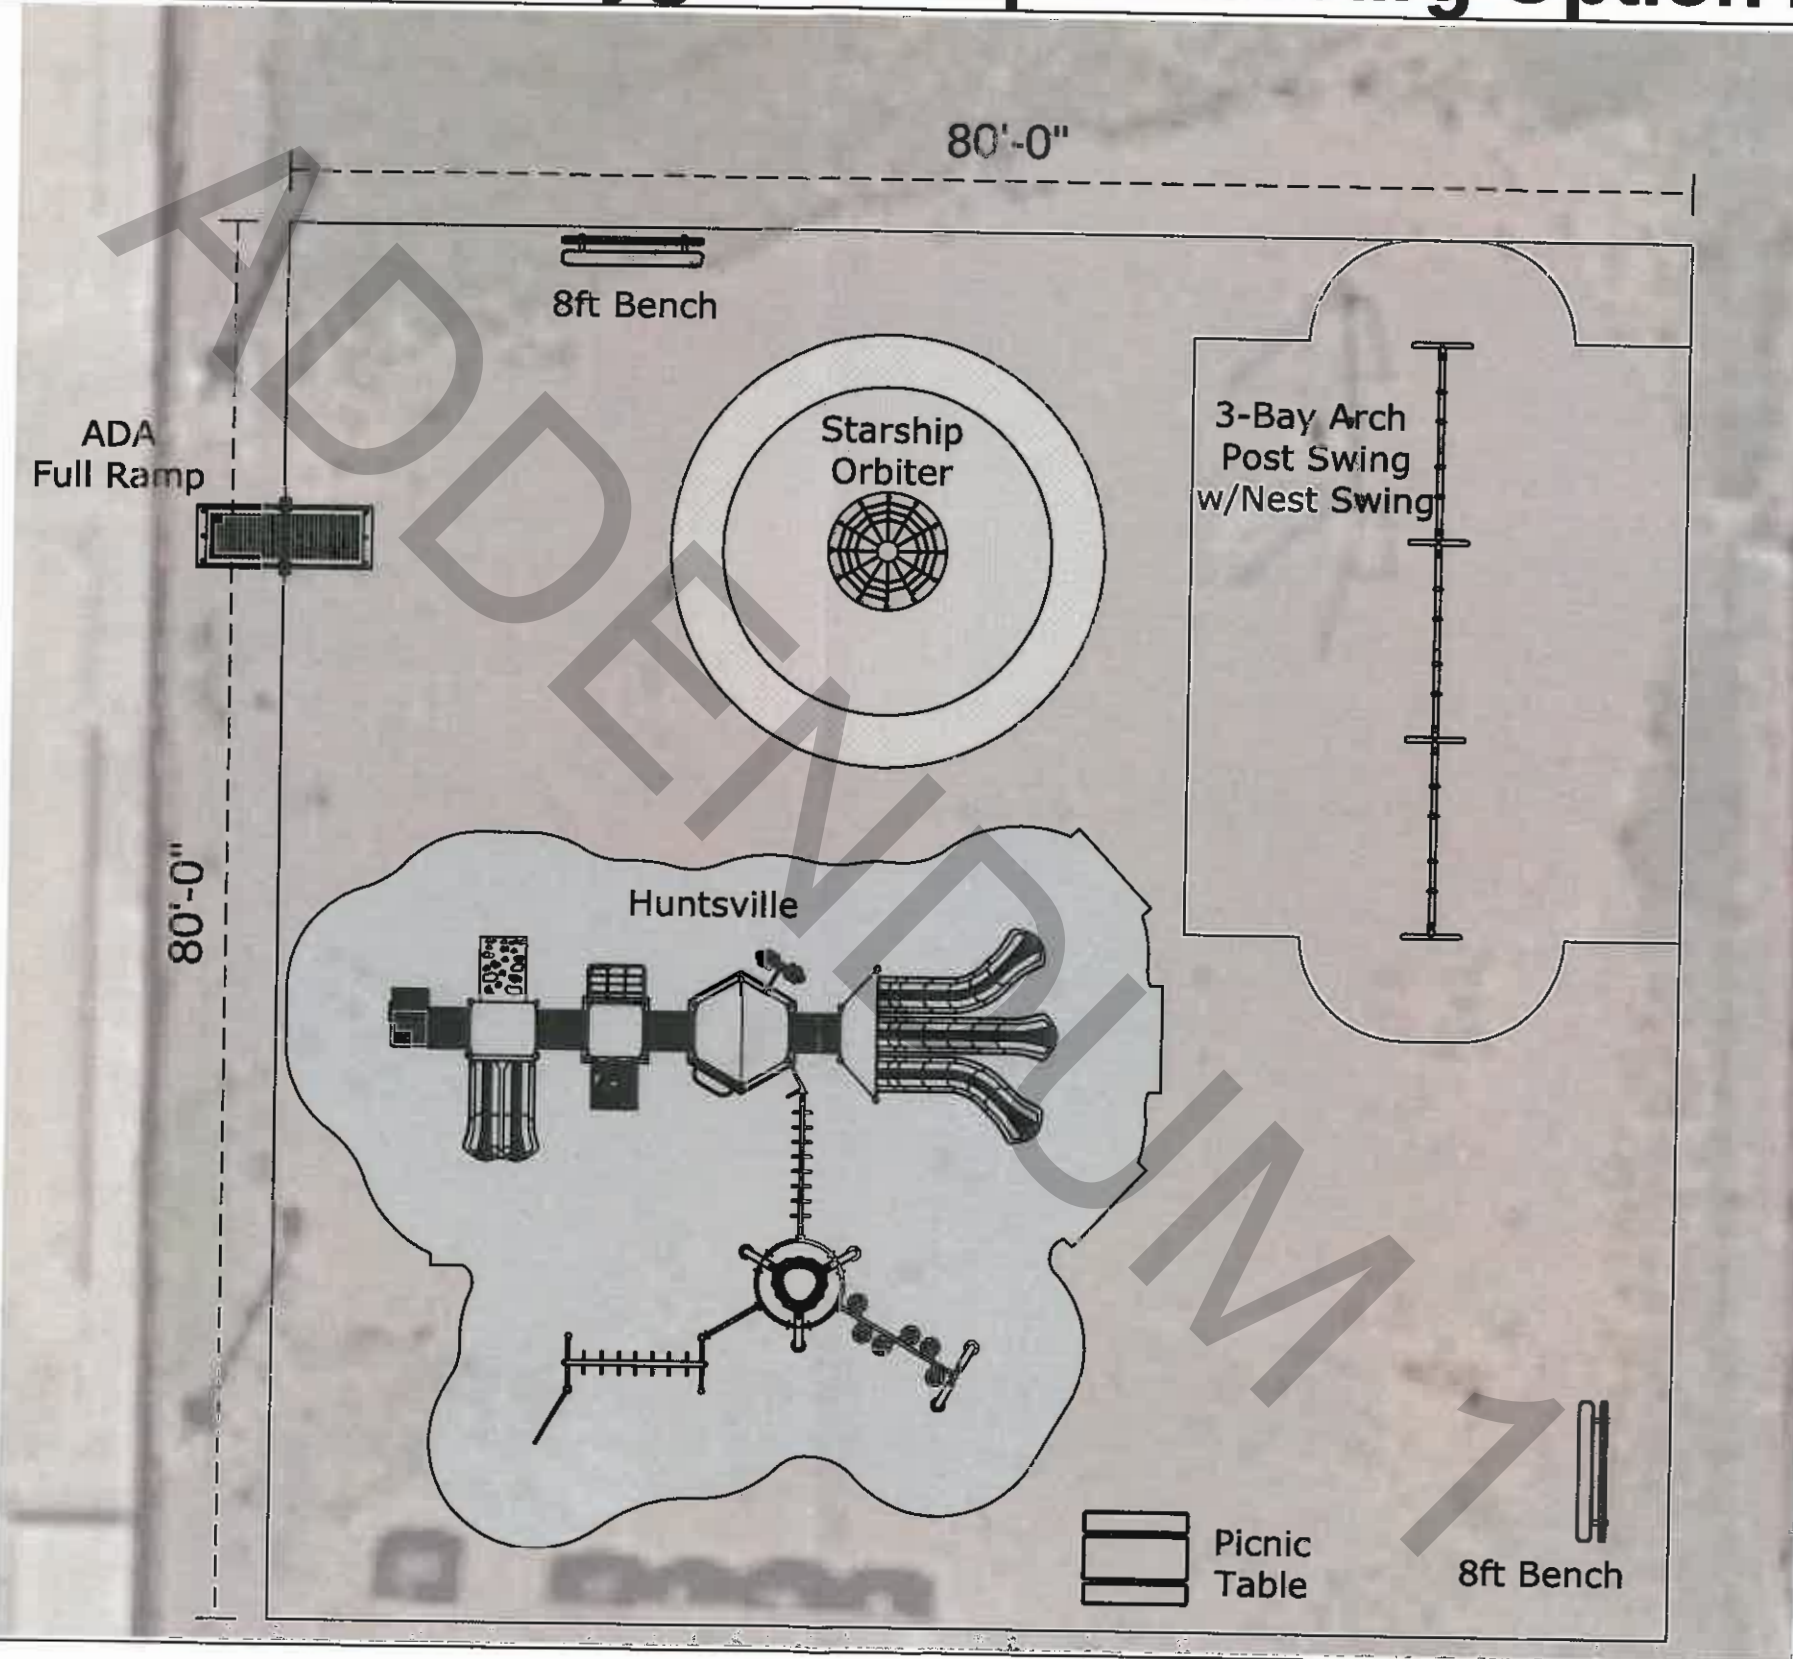 Option
80'-0"
8ft Bench
ADA
Full Ramp
Starship
Orbiter
3-Bay Arch
Post Swing
w/Nest Swing
80'-0"
Huntsville
Picnic
Table
8ft Bench
ADDENDUM 1